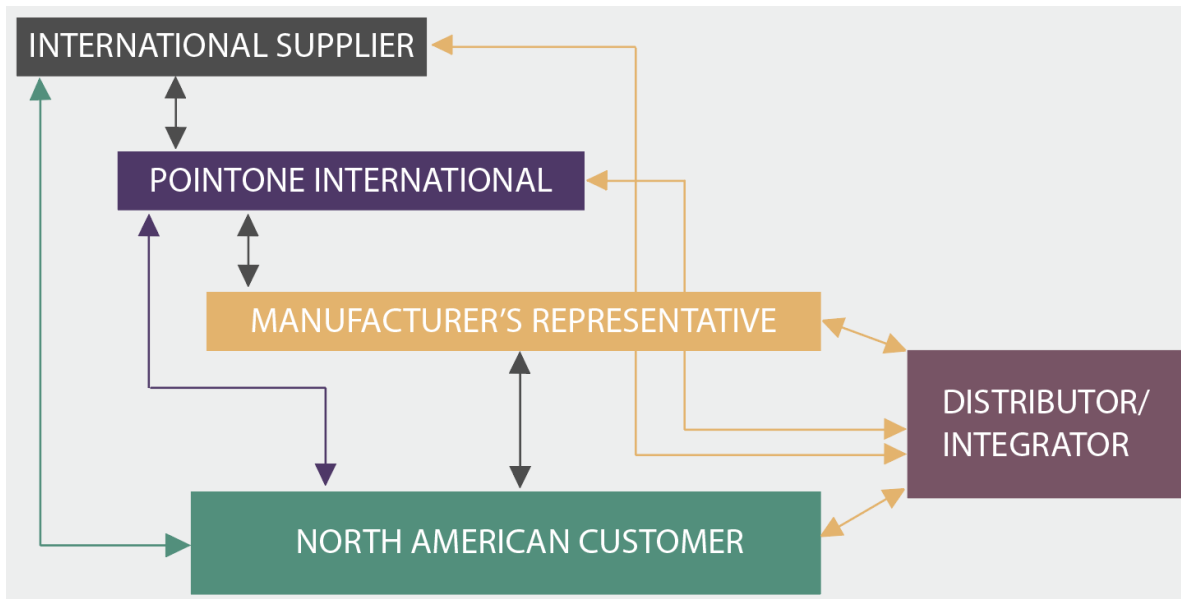 INTERNATIONAL SUPPLIER
POINTONE INTERNATIONAL
MANUFACTURER’S REPRESENTATIVE
DISTRIBUTOR/
INTEGRATOR
NORTH AMERICAN CUSTOMER